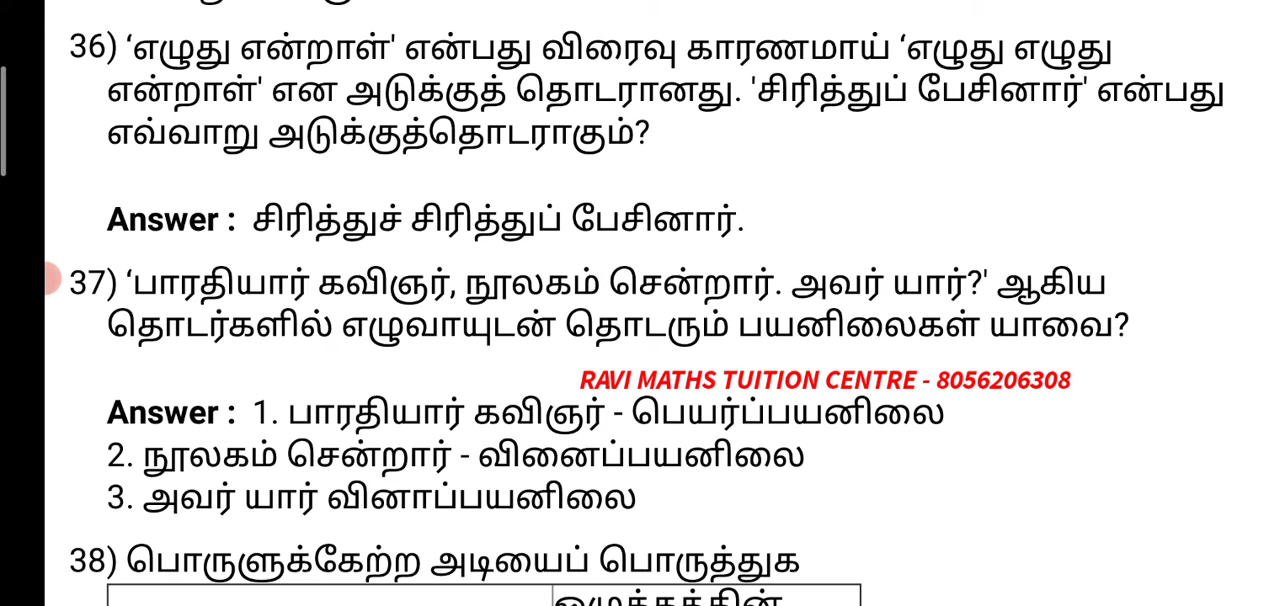 36) ‘எழுது என்றாள்' என்பது விரைவு காரணமாய் ‘எழுது எழுது
என்றாள்' என அடுக்குத் தொடரானது. 'சிரித்துப் பேசினார்' என்பது
எவ்வாறு அடுக்குத்தொடராகும்?
Answer : சிரித்துச் சிரித்துப் பேசினார்.
37) ‘பாரதியார் கவிஞர், நூலகம் சென்றார். அவர் யார்?' ஆகிய
தொடர்களில் எழுவாயுடன் தொடரும் பயனிலைகள் யாவை?
RAVI MATHS TUITION CENTRE - 8056206308
Answer : 1. பாரதியார் கவிஞர் - பெயர்ப்பயனிலை
2. நூலகம் சென்றார் - வினைப்பயனிலை
3. அவர் யார் வினாப்பயனிலை
38) பொருளுக்கேற்ற அடியைப் பொருத்துக